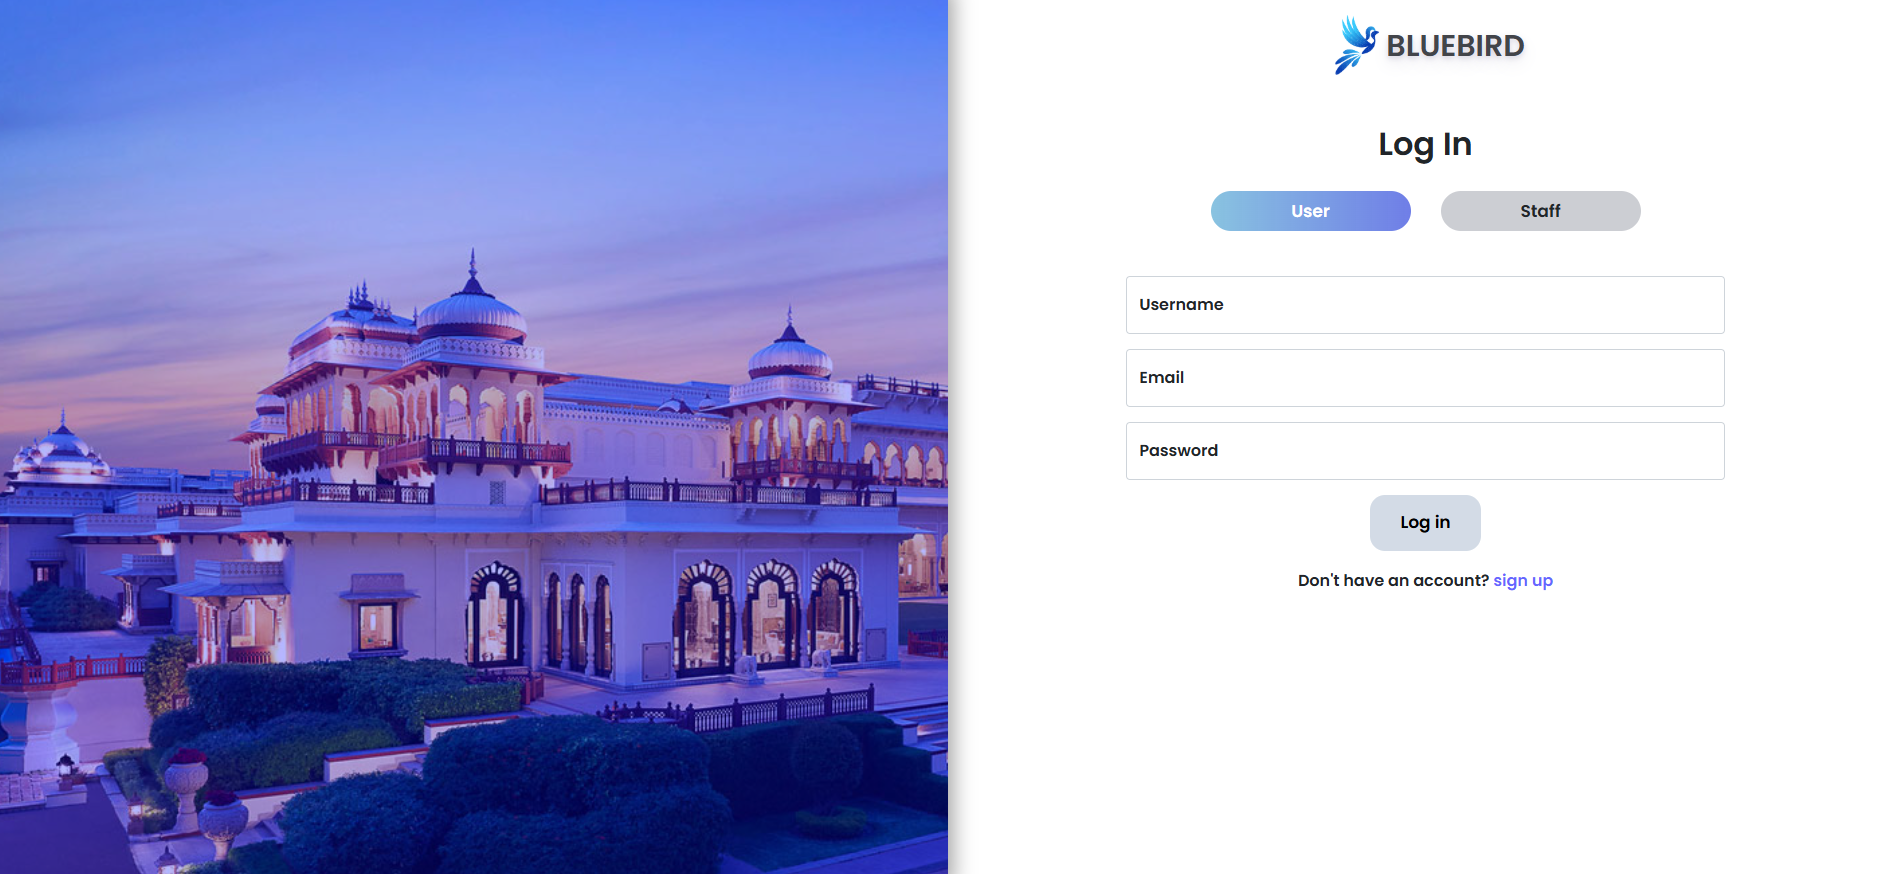 BLUEBIRD
Log In
User
Staff
Username
Email
Password
Log in
Don't have an account? sign up